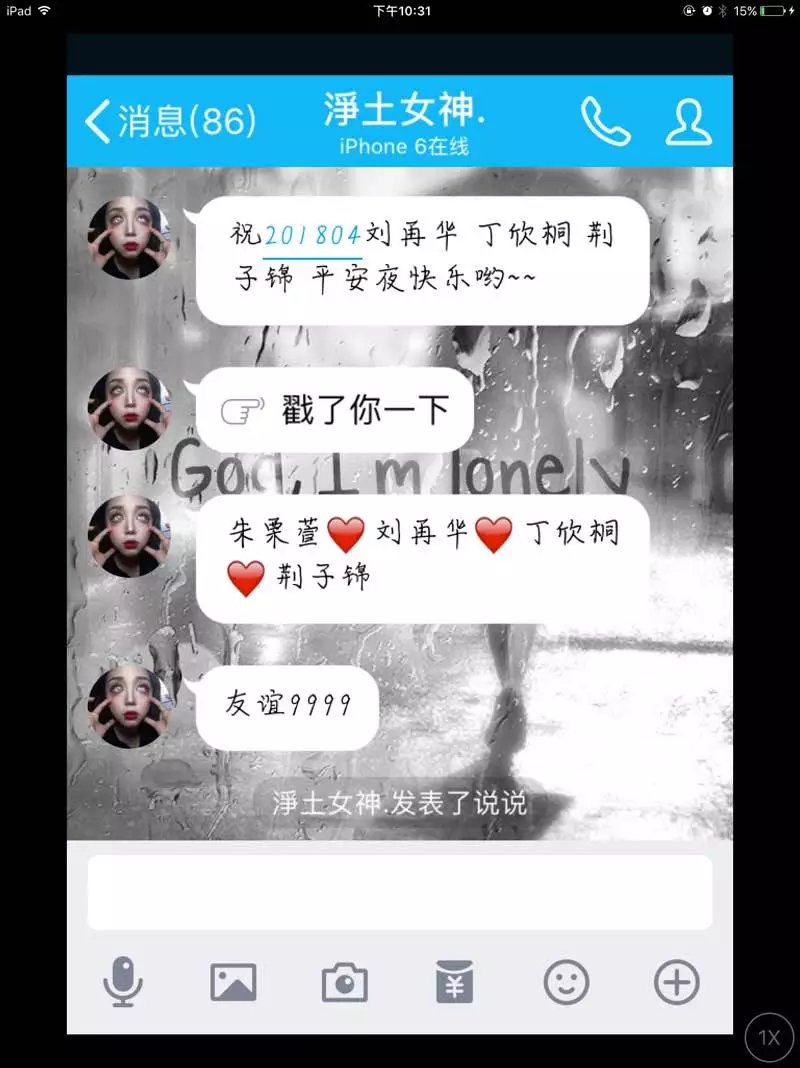 iPad 下午10:31 15%
消息(86) 淨土女神.
iPhone 6在线
祝201804刘再华 丁欣桐 荆
子锦 平安夜快乐哟~~
戳了你一下
God, I'm lonely
朱栗萱❤️刘再华❤️丁欣桐
❤️荆子锦
友谊9999
淨土女神.发表了说说
¥
1X